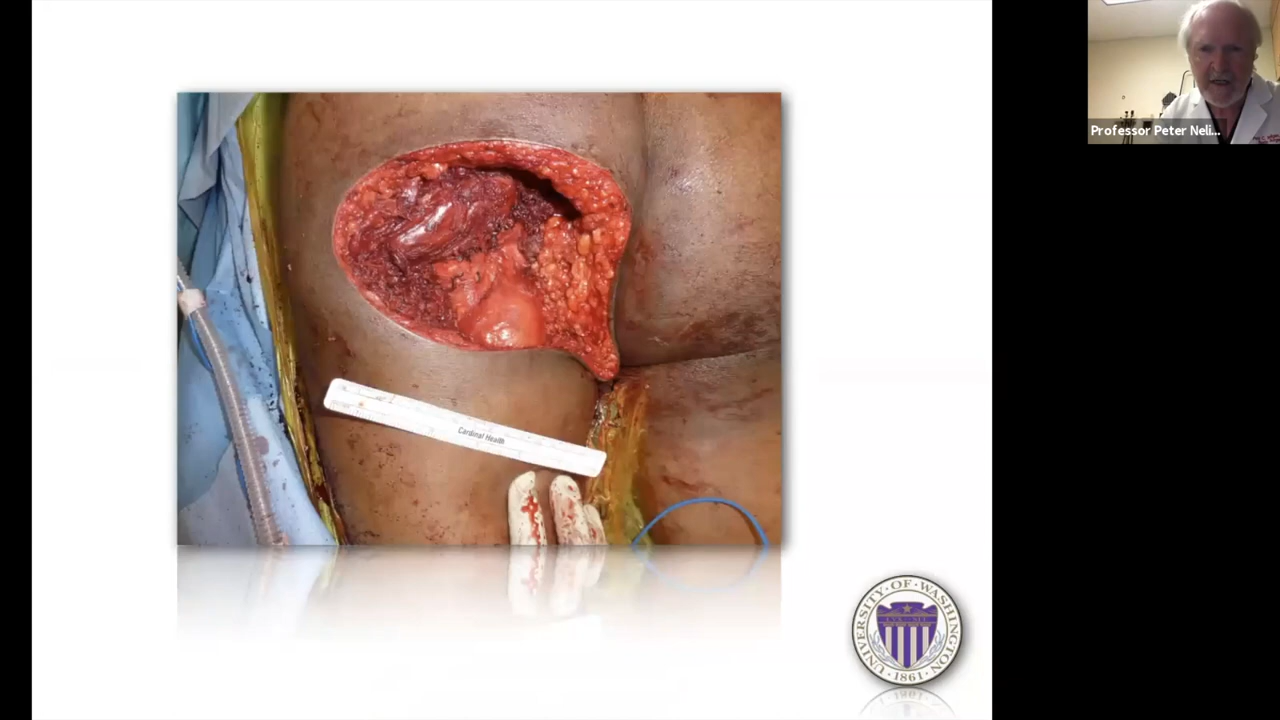 Professor Peter Neli...
Cardinal Health
UNIVERSITY · OF · WASHINGTON
· 1861 ·